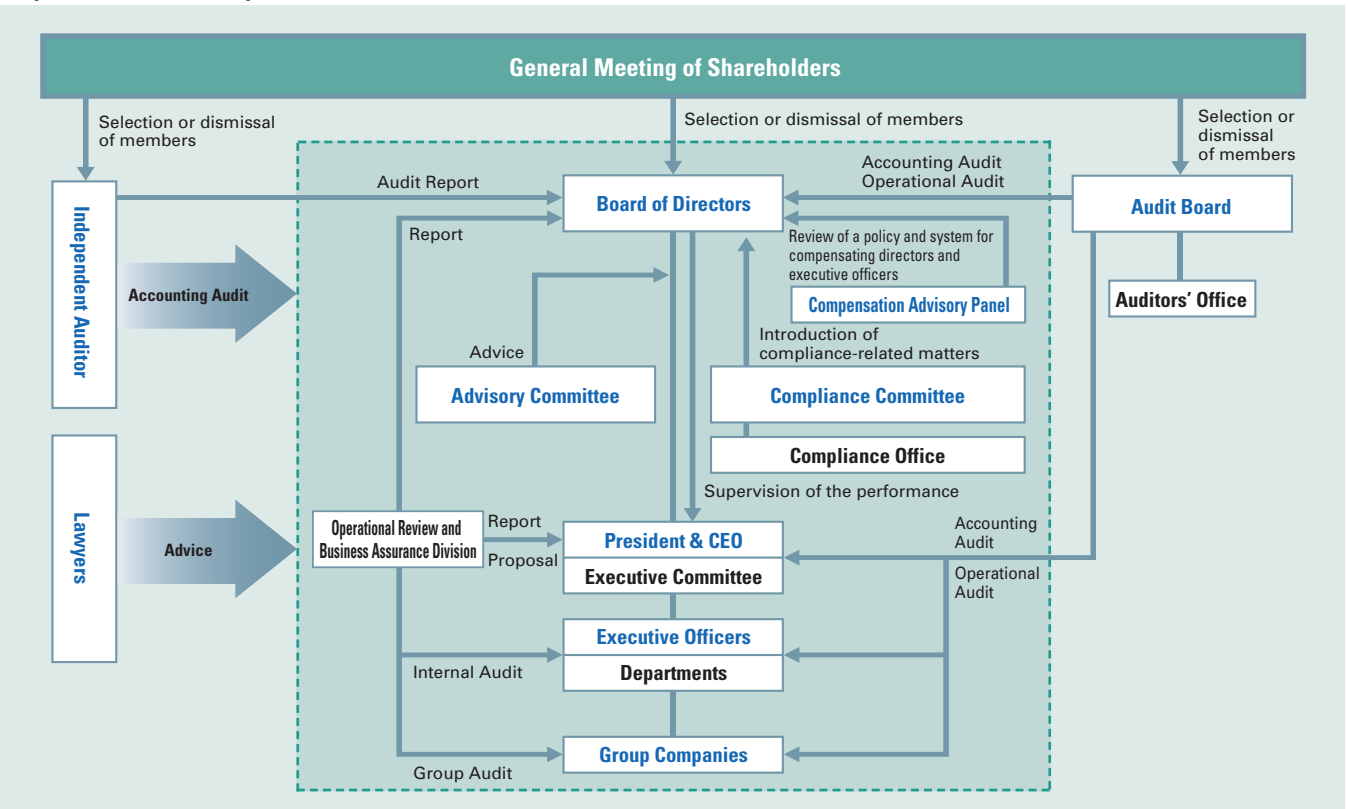 General Meeting of Shareholders
Selection or dismissal
of members
Selection or dismissal of members
Selection or
dismissal
of members
Audit Report
Accounting Audit
Operational Audit
Independent Auditor
Board of Directors
Audit Board
Report
Review of a policy and system for
compensating directors and
executive officers
Accounting Audit
Compensation Advisory Panel
Auditors' Office
Introduction of
compliance-related matters
Advice
Advisory Committee
Compliance Committee
Compliance Office
Supervision of the performance
Lawyers
Advice
Operational Review and
Business Assurance Division
Report
Proposal
President & CEO
Executive Committee
Accounting
Audit
Operational
Audit
Executive Officers
Departments
Internal Audit
Group Companies
Group Audit